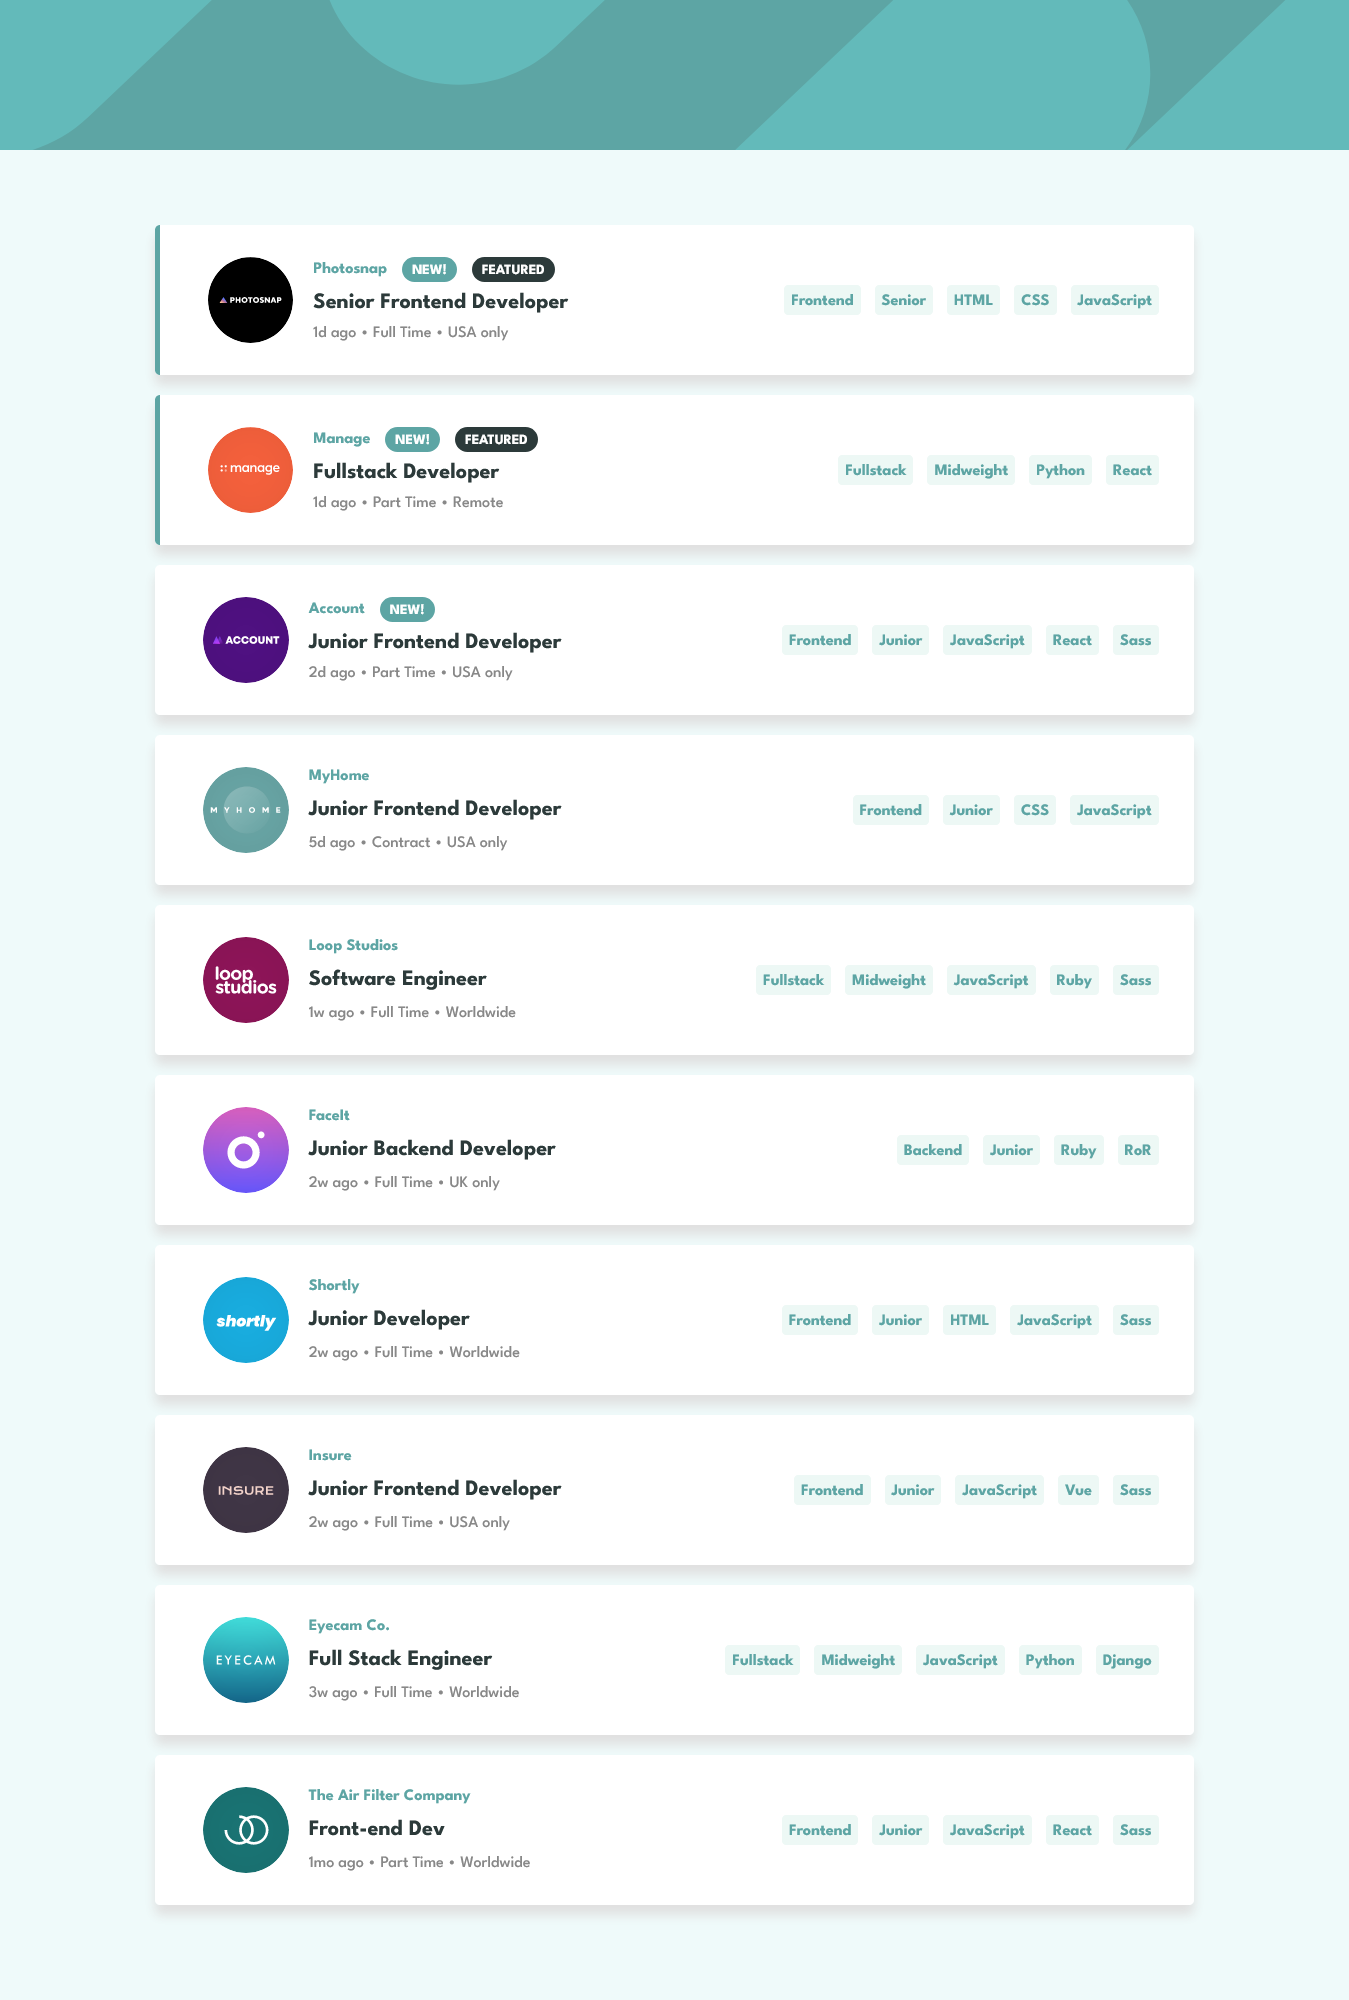 PHOTOSNAP
Photosnap NEW! FEATURED
Senior Frontend Developer
1d ago • Full Time • USA only
Frontend Senior HTML CSS JavaScript
manage
Manage NEW! FEATURED
Fullstack Developer
1d ago • Part Time • Remote
Fullstack Midweight Python React
ACCOUNT
Account NEW!
Junior Frontend Developer
2d ago • Part Time • USA only
Frontend Junior JavaScript React Sass
MYHOME
MyHome
Junior Frontend Developer
5d ago • Contract • USA only
Frontend Junior CSS JavaScript
loop
studios
Loop Studios
Software Engineer
1w ago • Full Time • Worldwide
Fullstack Midweight JavaScript Ruby Sass
FaceIt
Junior Backend Developer
2w ago • Full Time • UK only
Backend Junior Ruby RoR
shortly
Shortly
Junior Developer
2w ago • Full Time • Worldwide
Frontend Junior HTML JavaScript Sass
INSURE
Insure
Junior Frontend Developer
2w ago • Full Time • USA only
Frontend Junior JavaScript Vue Sass
EYECAM
Eyecam Co.
Full Stack Engineer
3w ago • Full Time • Worldwide
Fullstack Midweight JavaScript Python Django
The Air Filter Company
Front-end Dev
1mo ago • Part Time • Worldwide
Frontend Junior JavaScript React Sass